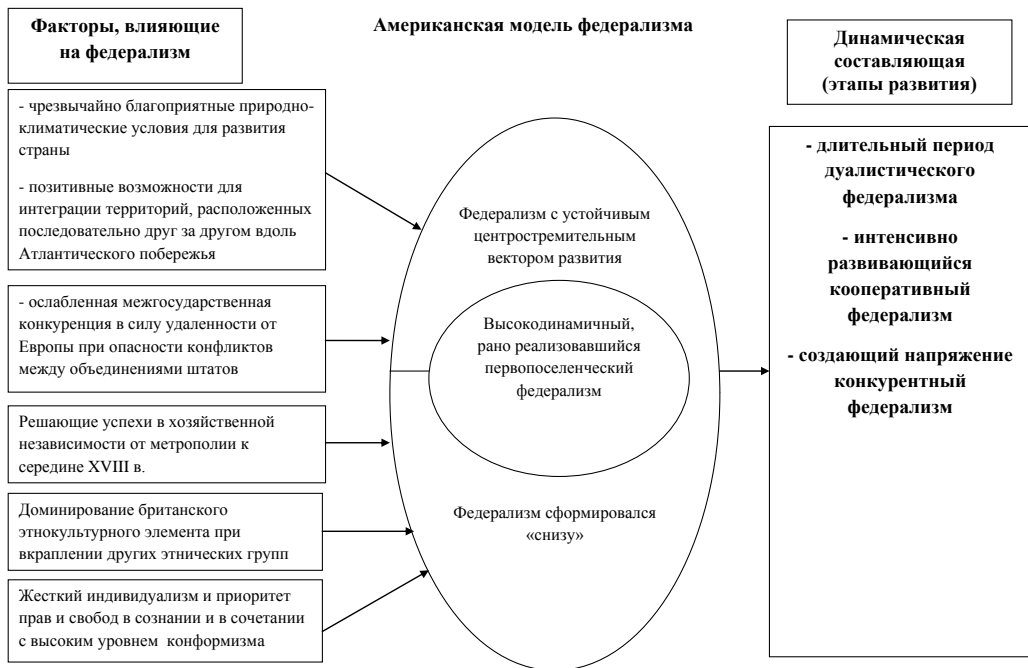 Факторы, влияющие
на федерализм
- чрезвычайно благоприятные природно-
климатические условия для развития
страны
- позитивные возможности для
интеграции территорий, расположенных
последовательно друг за другом вдоль
Атлантического побережья
- ослабленная межгосударственная
конкуренция в силу удаленности от
Европы при опасности конфликтов
между объединениями штатов
Решающие успехи в хозяйственной
независимости от метрополии к
середине XVIII в.
Доминирование британского
этнокультурного элемента при
вкраплении других этнических групп
Жесткий индивидуализм и приоритет
прав и свобод в сознании и в сочетании
с высоким уровнем конформизма
Американская модель федерализма
Федерализм с устойчивым
центростремительным
вектором развития
Высокодинамичный,
рано реализовавшийся
первопоселенческий
федерализм
Федерализм сформировался
«снизу»
Динамическая
составляющая
(этапы развития)
- длительный период
дуалистического
федерализма
- интенсивно
развивающийся
кооперативный
федерализм
- создающий напряжение
конкурентный
федерализм